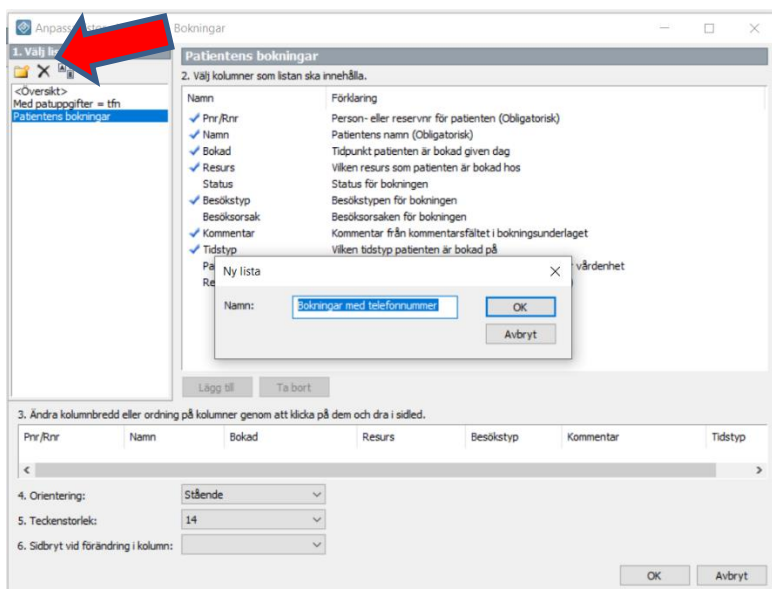 Anpass
Bokningar
1. Välj
Patientens bokningar
2. Välj kolumner som listan ska innehålla.
<Översikt>
Med patuppgifter = tfn
Patientens bokningar
Namn Förklaring
Pnr/Rnr Person- eller reservnr för patienten (Obligatorisk)
Namn Patientens namn (Obligatorisk)
Bokad Tidpunkt patienten är bokad given dag
Resurs Vilken resurs som patienten är bokad hos
Status Status för bokningen
Besökstyp Besökstypen för bokningen
Besöksorsak Besöksorsaken för bokningen
Kommentar Kommentar från kommentarsfältet i bokningsunderlaget
Tidstyp Vilken tidstyp patienten är bokad på
Pa vårdenhet
Re )
Ny lista
Namn: Bokningar med telefonnummer OK
Avbryt
Lägg till Ta bort
3. Ändra kolumnbredd eller ordning på kolumner genom att klicka på dem och dra i sidled.
Pnr/Rnr Namn Bokad Resurs Besökstyp Kommentar Tidstyp
4. Orientering: Stående
5. Teckenstorlek: 14
6. Sidbryt vid förändring i kolumn:
OK Avbryt